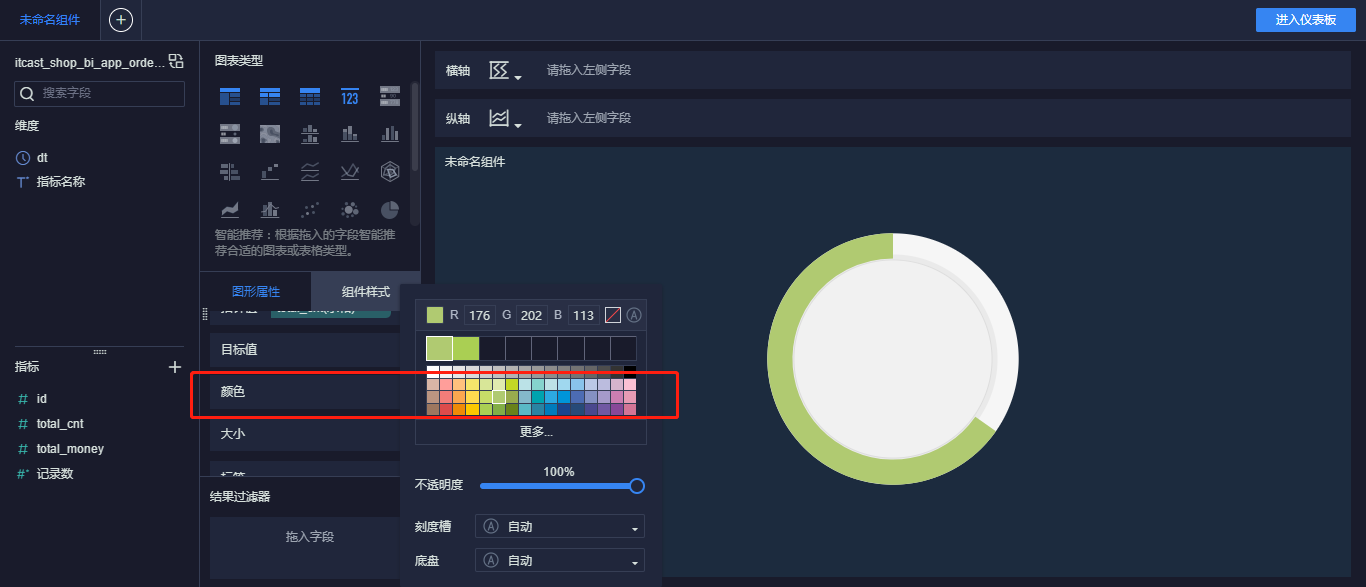 未命名组件
进入仪表板
itcast_shop_bi_app_orde...
搜索字段
维度
dt
T* 指标名称
指标
# id
# total_cnt
# total_money
#* 记录数
图表类型
123
智能推荐：根据拖入的字段智能推
荐合适的图表或表格类型。
图形属性
组件样式
目标值
颜色
大小
结果过滤器
拖入字段
R 176 G 202 B 113
A
更多...
100%
不透明度
刻度槽
A 自动
底盘
A 自动
横轴
请拖入左侧字段
纵轴
请拖入左侧字段
未命名组件